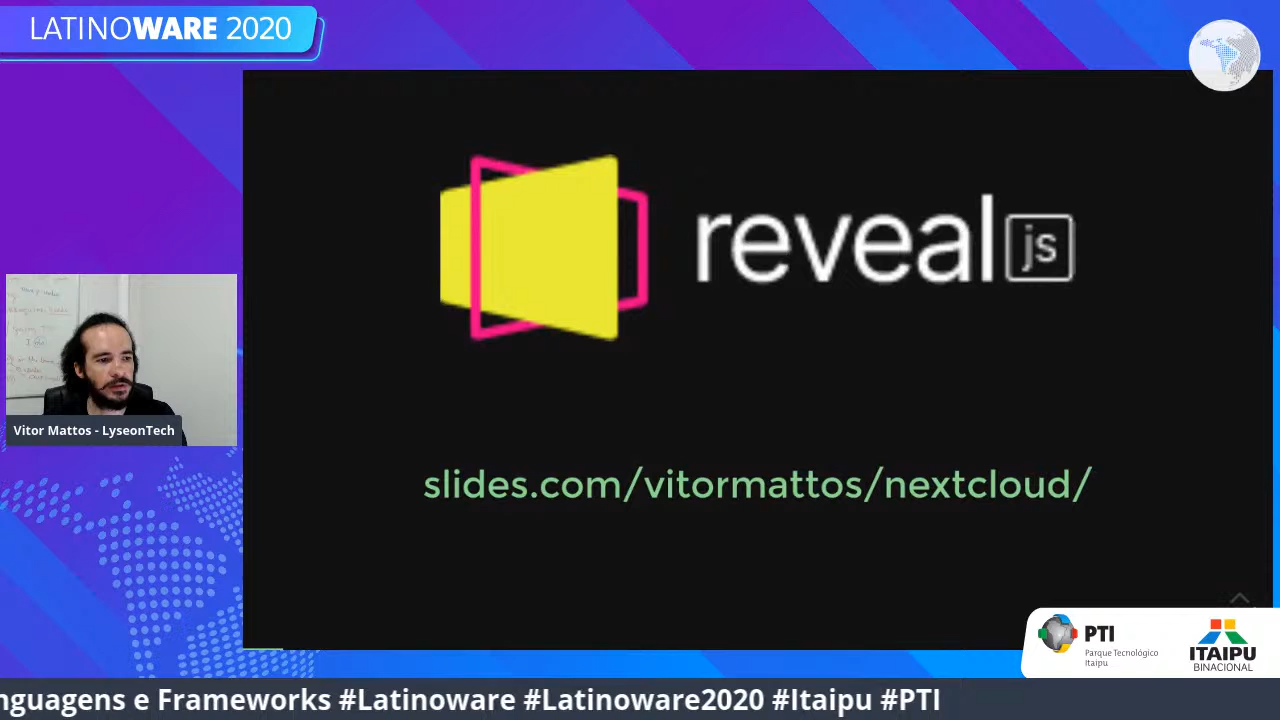 LATINOWARE 2020
reveal js
Vitor Mattos - LyseonTech
slides.com/vitormattos/nextcloud/
PTI
Parque Tecnológico
Itaipu
ITAIPU
BINACIONAL
nguagens e Frameworks #Latinoware #Latinoware2020 #Itaipu #PTI